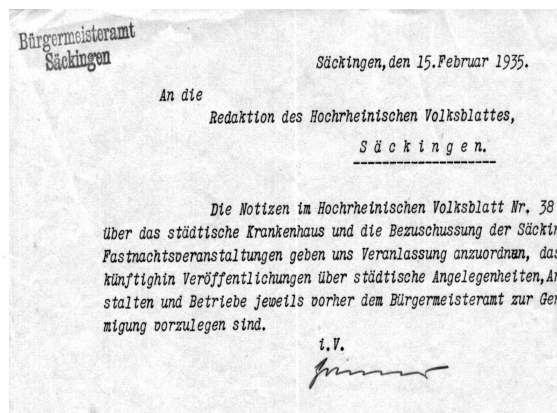 Bürgermeisteramt
Säckingen
Säckingen, den 15. Februar 1935.
An die
Redaktion des Hochrheinischen Volksblattes,
Säckingen.
Die Notizen im Hochrheinischen Volksblatt Nr. 38
über das städtische Krankenhaus und die Bezuschussung der Säckin
Fastnachtsveranstaltungen geben uns Veranlassung anzuordnen, das
künftighin Veröffentlichungen über städtische Angelegenheiten, An
stalten und Betriebe jeweils vorher dem Bürgermeisteramt zur Gen
migung vorzulegen sind.
i.V.